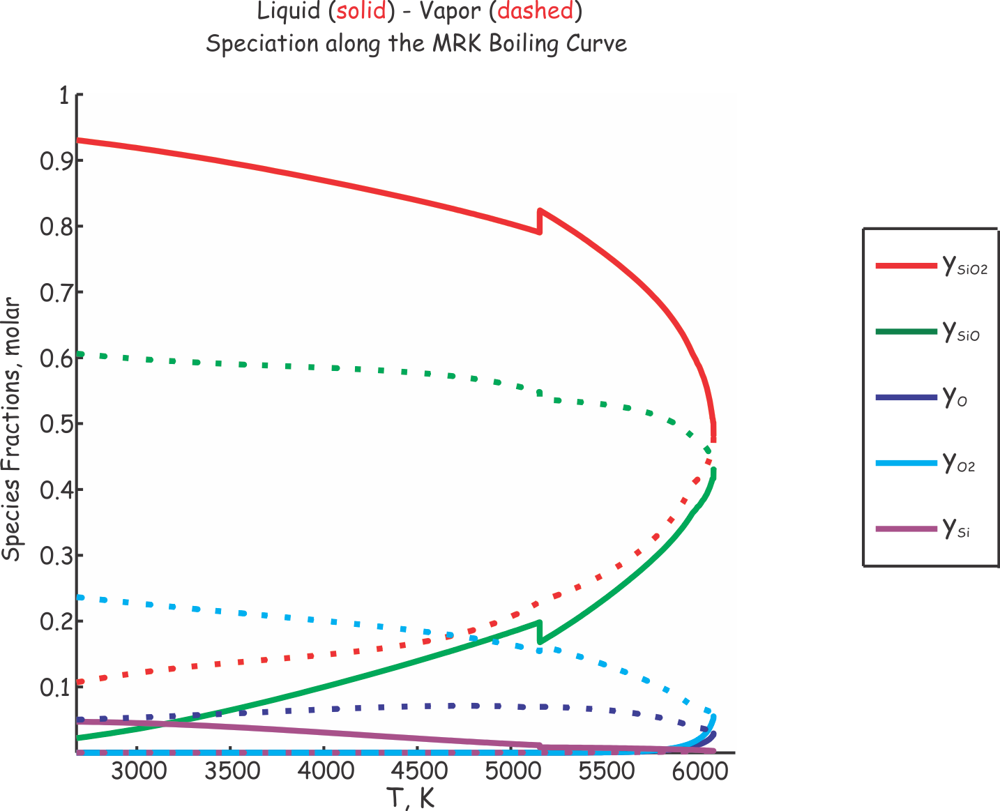 Liquid (solid) - Vapor (dashed)
Speciation along the MRK Boiling Curve
1
0.9
0.8
0.7
0.6
0.5
0.4
0.3
0.2
0.1
Species Fractions, molar
3000 3500 4000 4500 5000 5500 6000
T, K
ySiO2
ySiO
yO
yO2
ySi